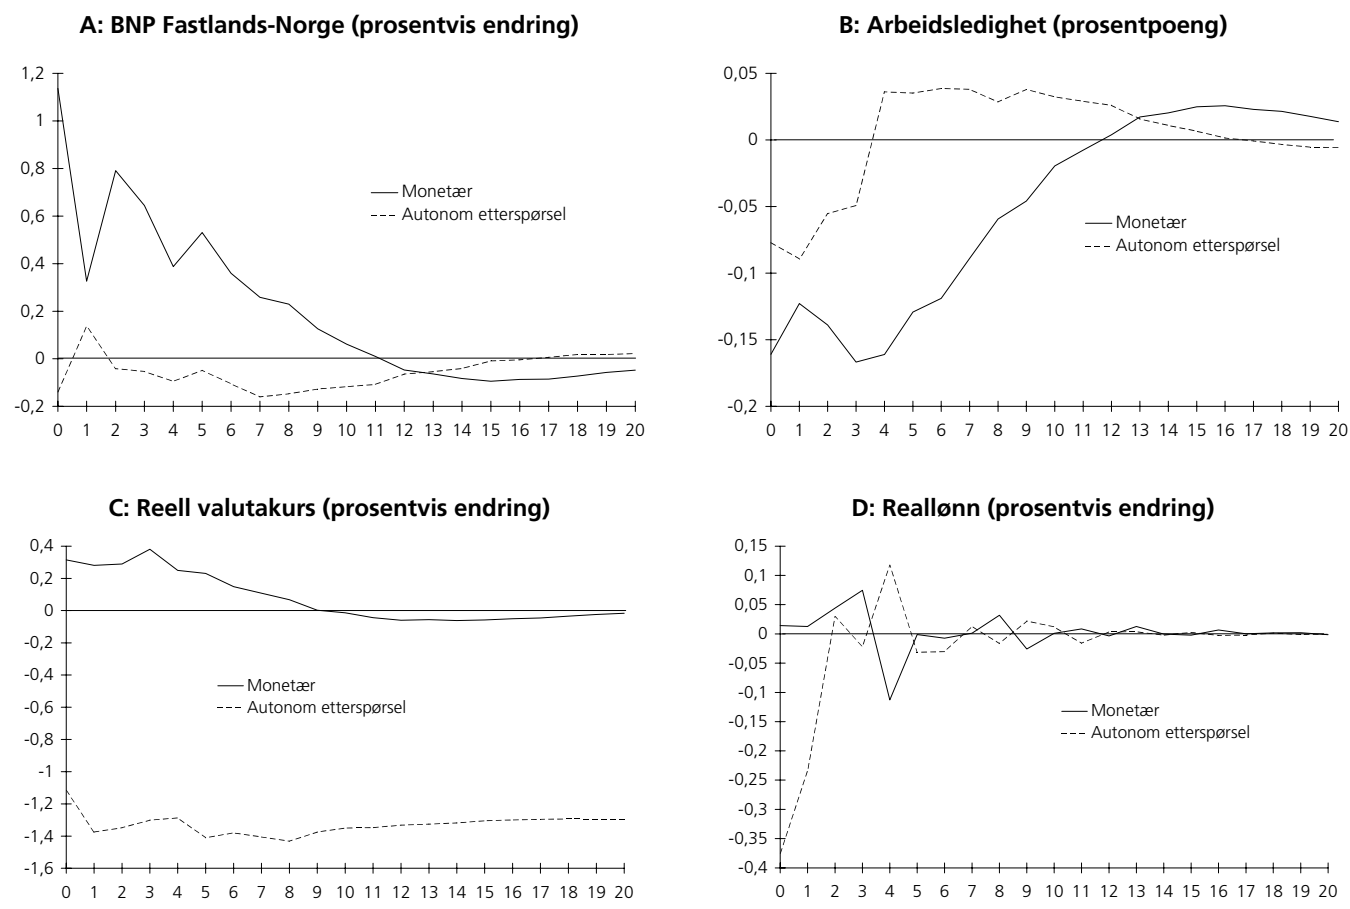 A: BNP Fastlands-Norge (prosentvis endring)
1,2
1
0,8
0,6
0,4
0,2
0
-0,2
Monetær
Autonom etterspørsel
0 1 2 3 4 5 6 7 8 9 10 11 12 13 14 15 16 17 18 19 20
B: Arbeidsledighet (prosentpoeng)
0,05
0
-0,05
-0,1
-0,15
-0,2
Monetær
Autonom etterspørsel
0 1 2 3 4 5 6 7 8 9 10 11 12 13 14 15 16 17 18 19 20
C: Reell valutakurs (prosentvis endring)
0,4
0,2
0
-0,2
-0,4
-0,6
-0,8
-1
-1,2
-1,4
-1,6
Monetær
Autonom etterspørsel
0 1 2 3 4 5 6 7 8 9 10 11 12 13 14 15 16 17 18 19 20
D: Reallønn (prosentvis endring)
0,15
0,1
0,05
0
-0,05
-0,1
-0,15
-0,2
-0,25
-0,3
-0,35
-0,4
Monetær
Autonom etterspørsel
0 1 2 3 4 5 6 7 8 9 10 11 12 13 14 15 16 17 18 19 20